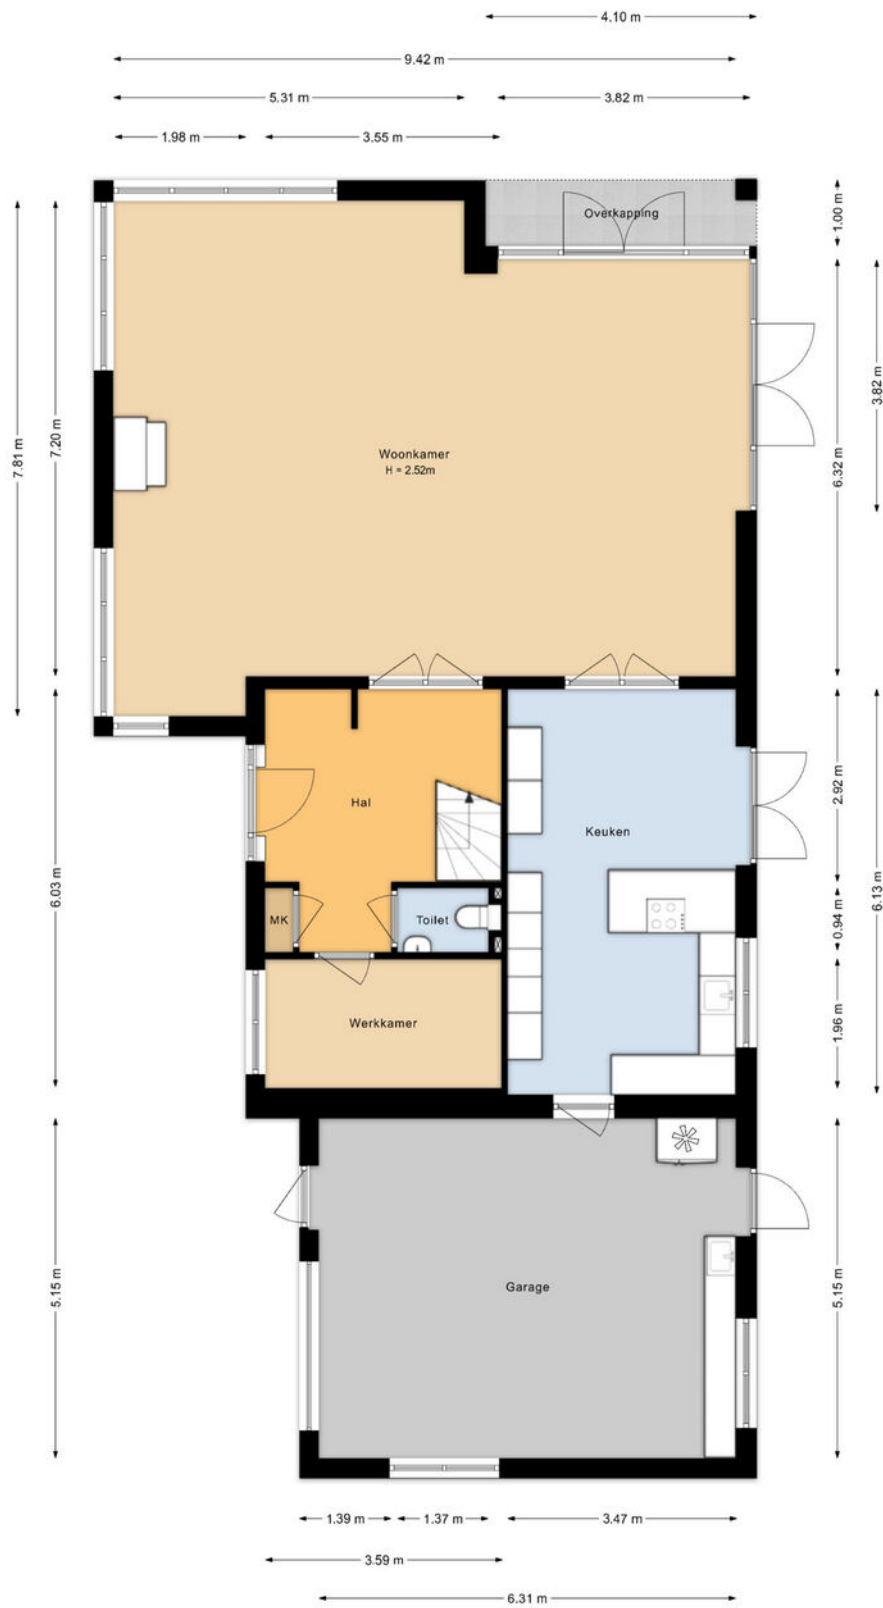 4.10 m
9.42 m
5.31 m
3.82 m
1.98 m
3.55 m
Overkapping
1.00 m
7.81 m
7.20 m
6.32 m
3.82 m
Woonkamer
H = 2.52m
Hal
Keuken
2.92 m
6.03 m
6.13 m
MK
Toilet
0.94 m
Werkkamer
1.96 m
5.15 m
Garage
5.15 m
1.39 m
1.37 m
3.47 m
3.59 m
6.31 m